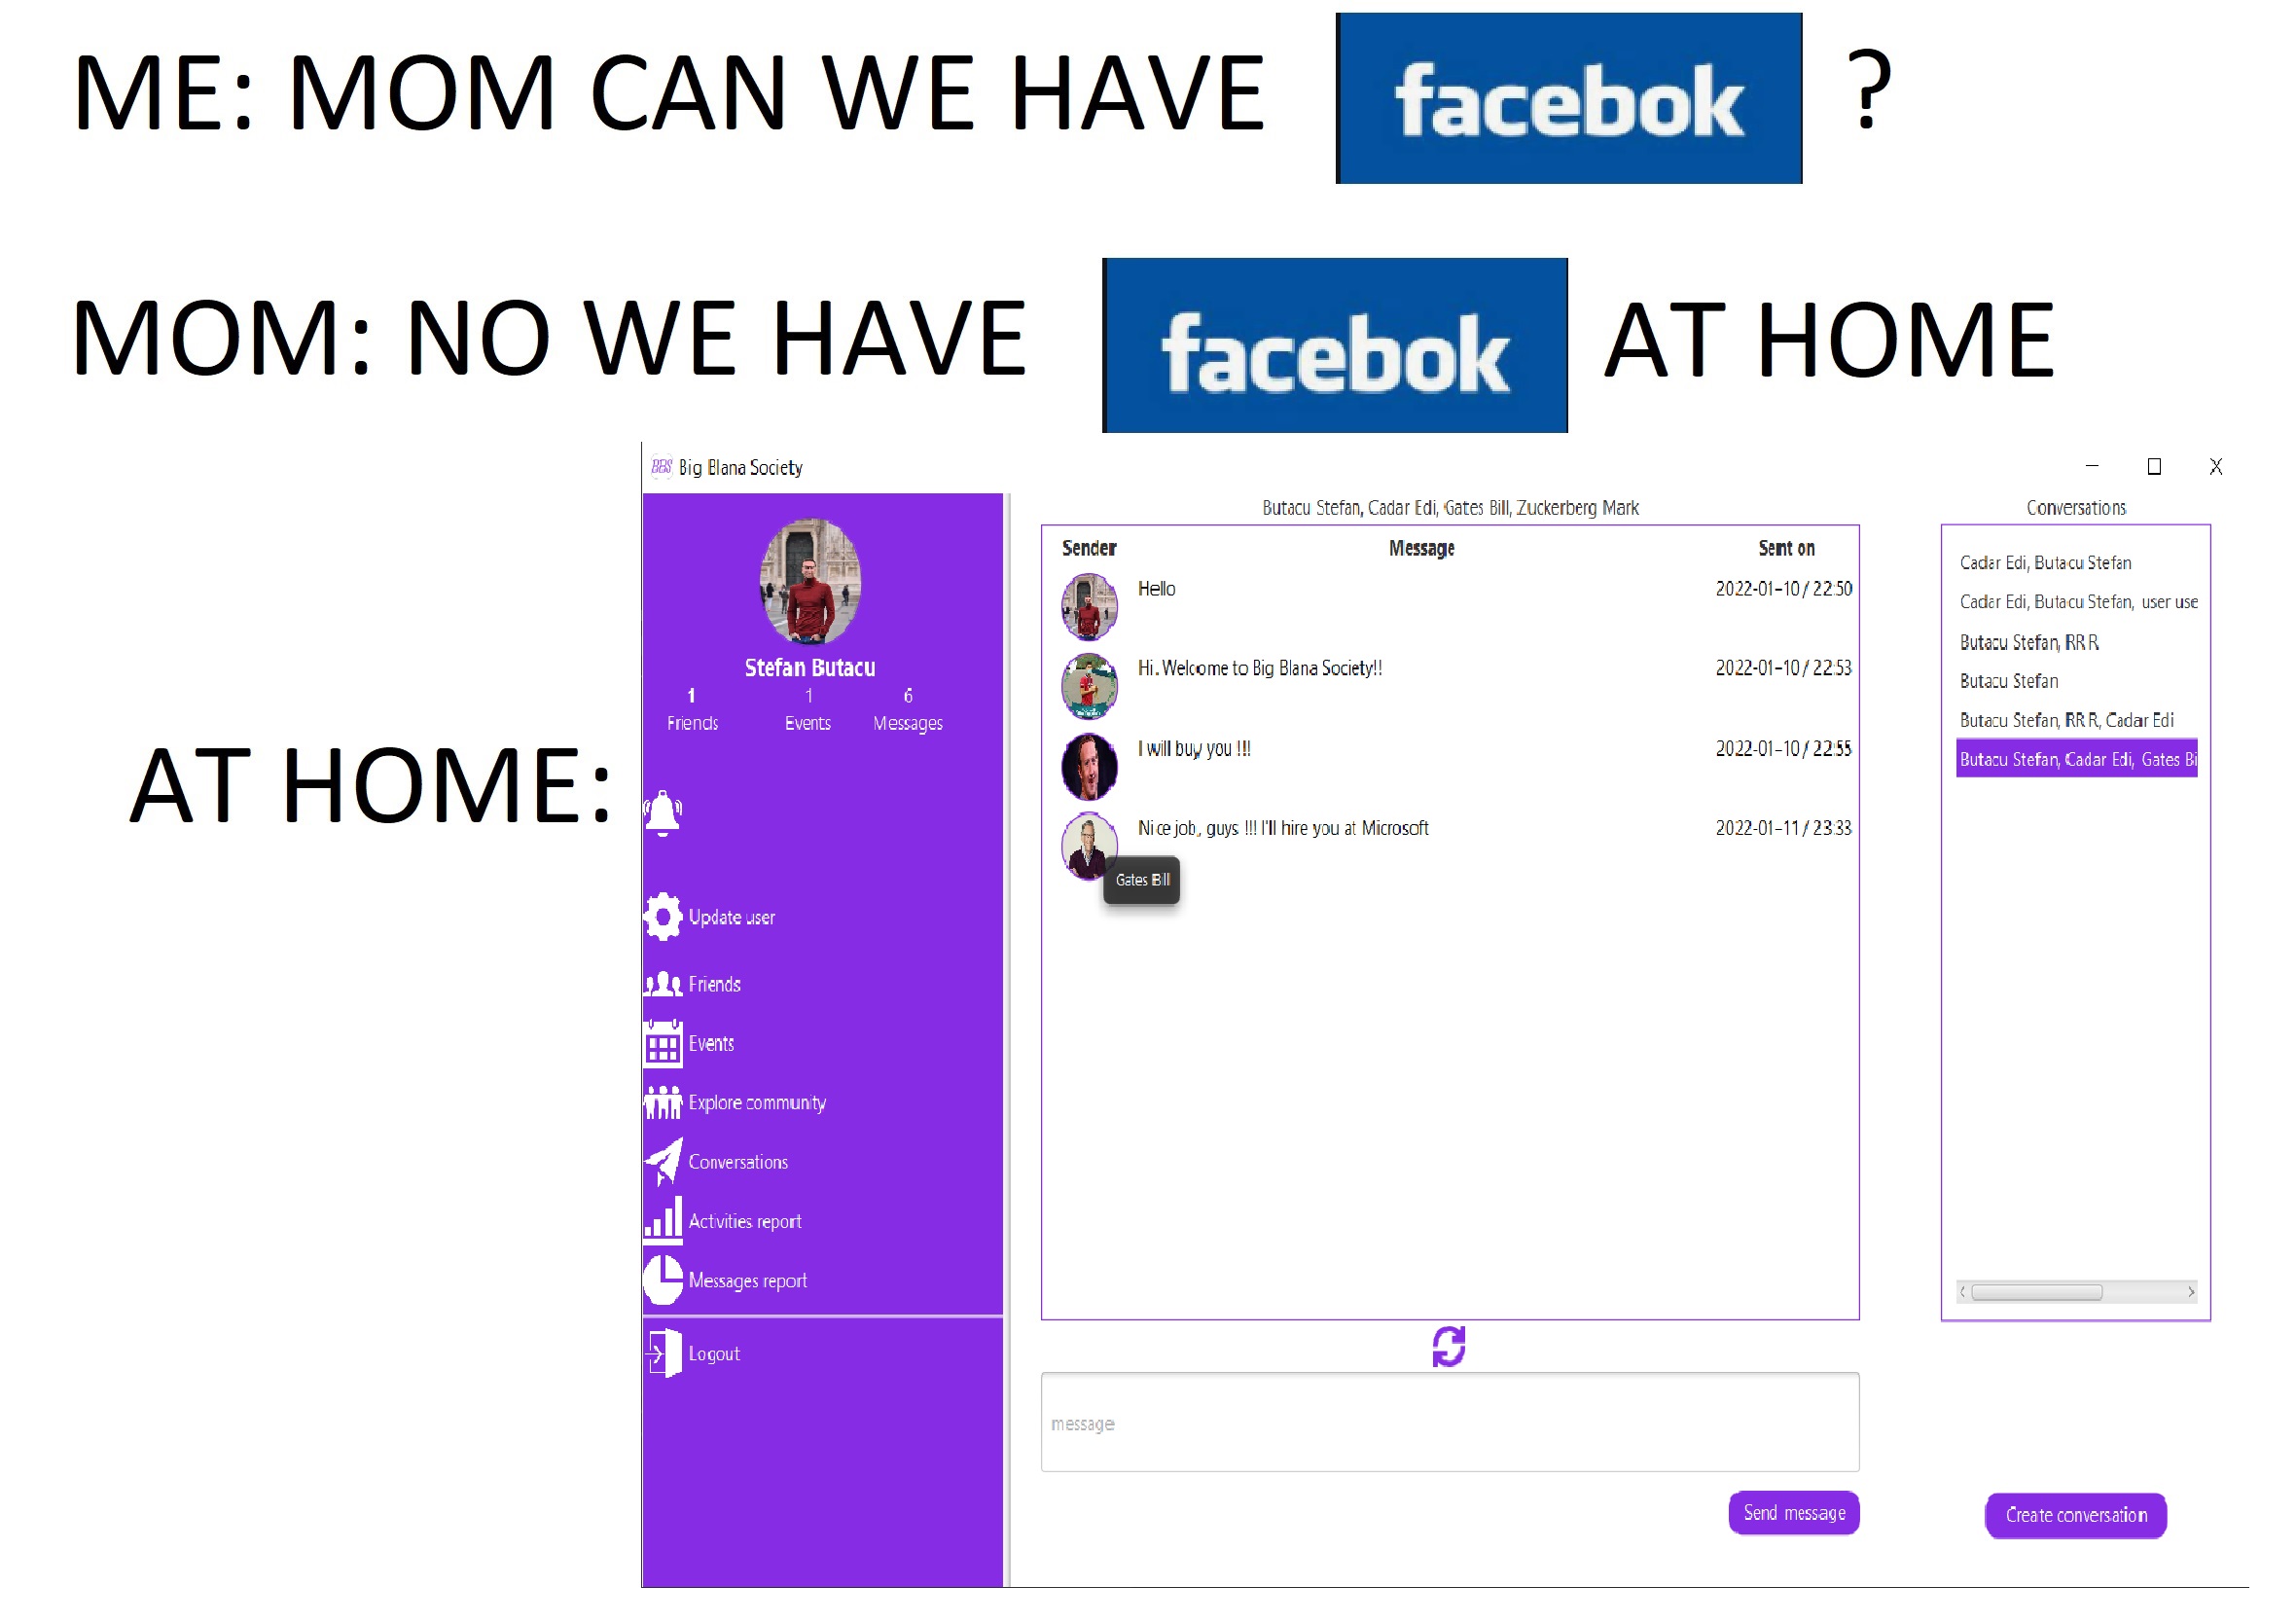 ME: MOM CAN WE HAVE facebok ?
MOM: NO WE HAVE facebok AT HOME
AT HOME:
BBS Big Blana Society
Stefan Butacu
1 1 6
Friends Events Messages
Update user
Friends
Events
Explore community
Conversations
Activities report
Messages report
Logout
Butacu Stefan, Cadar Edi, Gates Bill, Zuckerberg Mark
Sender Message Sent on
Hello 2022-01-10 / 22:50
Hi. Welcome to Big Blana Society!! 2022-01-10 / 22:53
I will buy you !!! 2022-01-10 / 22:55
Nice job, guys !!! I'll hire you at Microsoft 2022-01-11 / 23:33
Gates Bill
message
Send message
Conversations
Cadar Edi, Butacu Stefan
Cadar Edi, Butacu Stefan, user use
Butacu Stefan, RR R
Butacu Stefan
Butacu Stefan, RR R, Cadar Edi
Butacu Stefan, Cadar Edi, Gates Bi
Create conversation